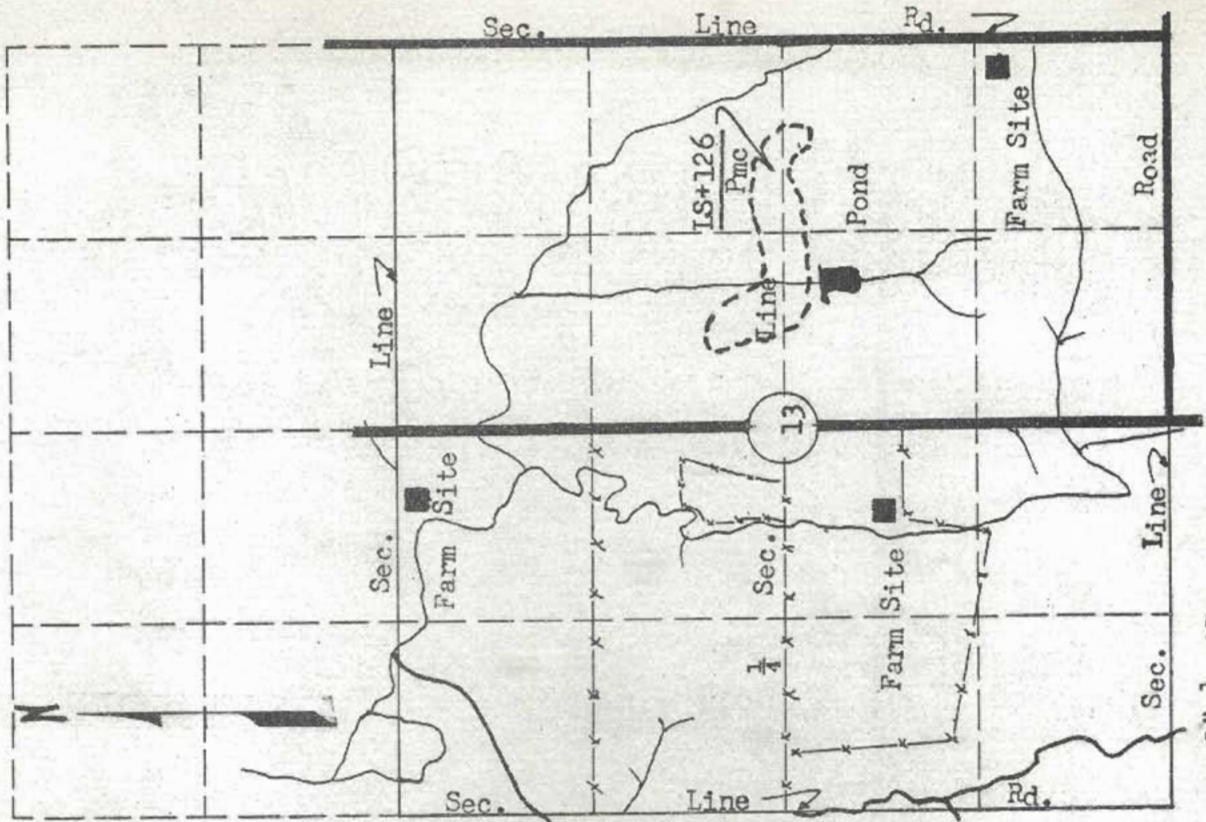 Sec. Line Rd.
LS+126
Pmc
Pond
Farm Site
Road
Line
Line
13
Sec.
Farm Site
Sec.
1/4
Farm Site
Line
Sec.
Sec. Line Rd.
N